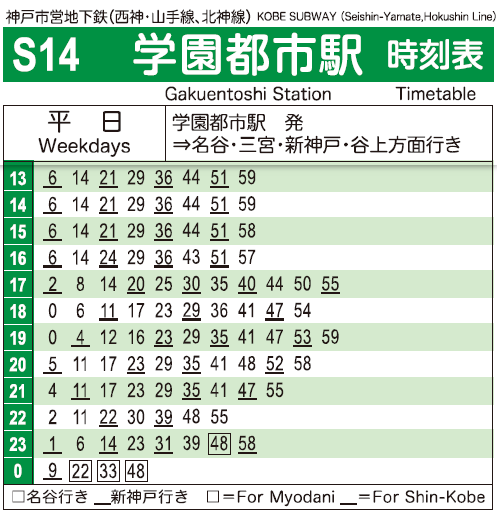 神戸市営地下鉄(西神・山手線、北神線) KOBE SUBWAY (Seishin-Yamate,Hokushin Line)
S14 学園都市駅 時刻表
Gakuentoshi Station Timetable
平 日 学園都市駅 発
Weekdays ⇒名谷・三宮・新神戸・谷上方面行き
13 6 14 21 29 36 44 51 59
14 6 14 21 29 36 44 51 59
15 6 14 21 29 36 44 51 58
16 6 14 24 29 36 43 51 57
17 2 8 14 20 25 30 35 40 44 50 55
18 0 6 11 17 23 29 36 41 47 54
19 0 4 12 16 23 29 35 41 47 53 59
20 5 11 17 23 29 35 41 48 52 58
21 4 11 17 23 29 35 41 47 55
22 2 11 22 30 39 48 55
23 1 6 14 23 31 39 48 58
0 9 22 33 48
□名谷行き __新神戸行き □=For Myodani __=For Shin-Kobe